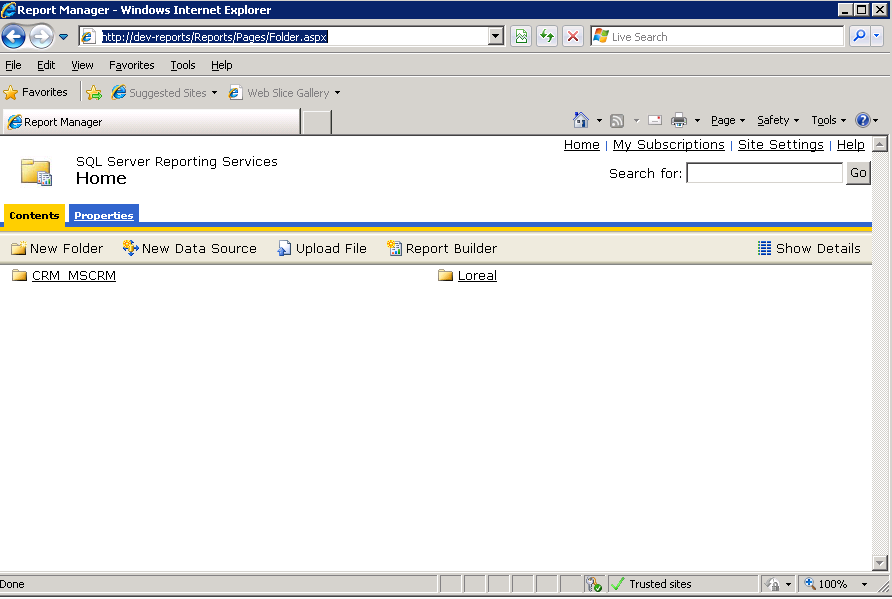 Report Manager - Windows Internet Explorer
http://dev-reports/Reports/Pages/Folder.aspx Live Search
File Edit View Favorites Tools Help
Favorites Suggested Sites Web Slice Gallery
Report Manager Page Safety Tools
Home | My Subscriptions | Site Settings | Help
SQL Server Reporting Services
Home
Search for: Go
Contents Properties
New Folder New Data Source Upload File Report Builder Show Details
CRM_MSCRM Loreal
Done Trusted sites 100%